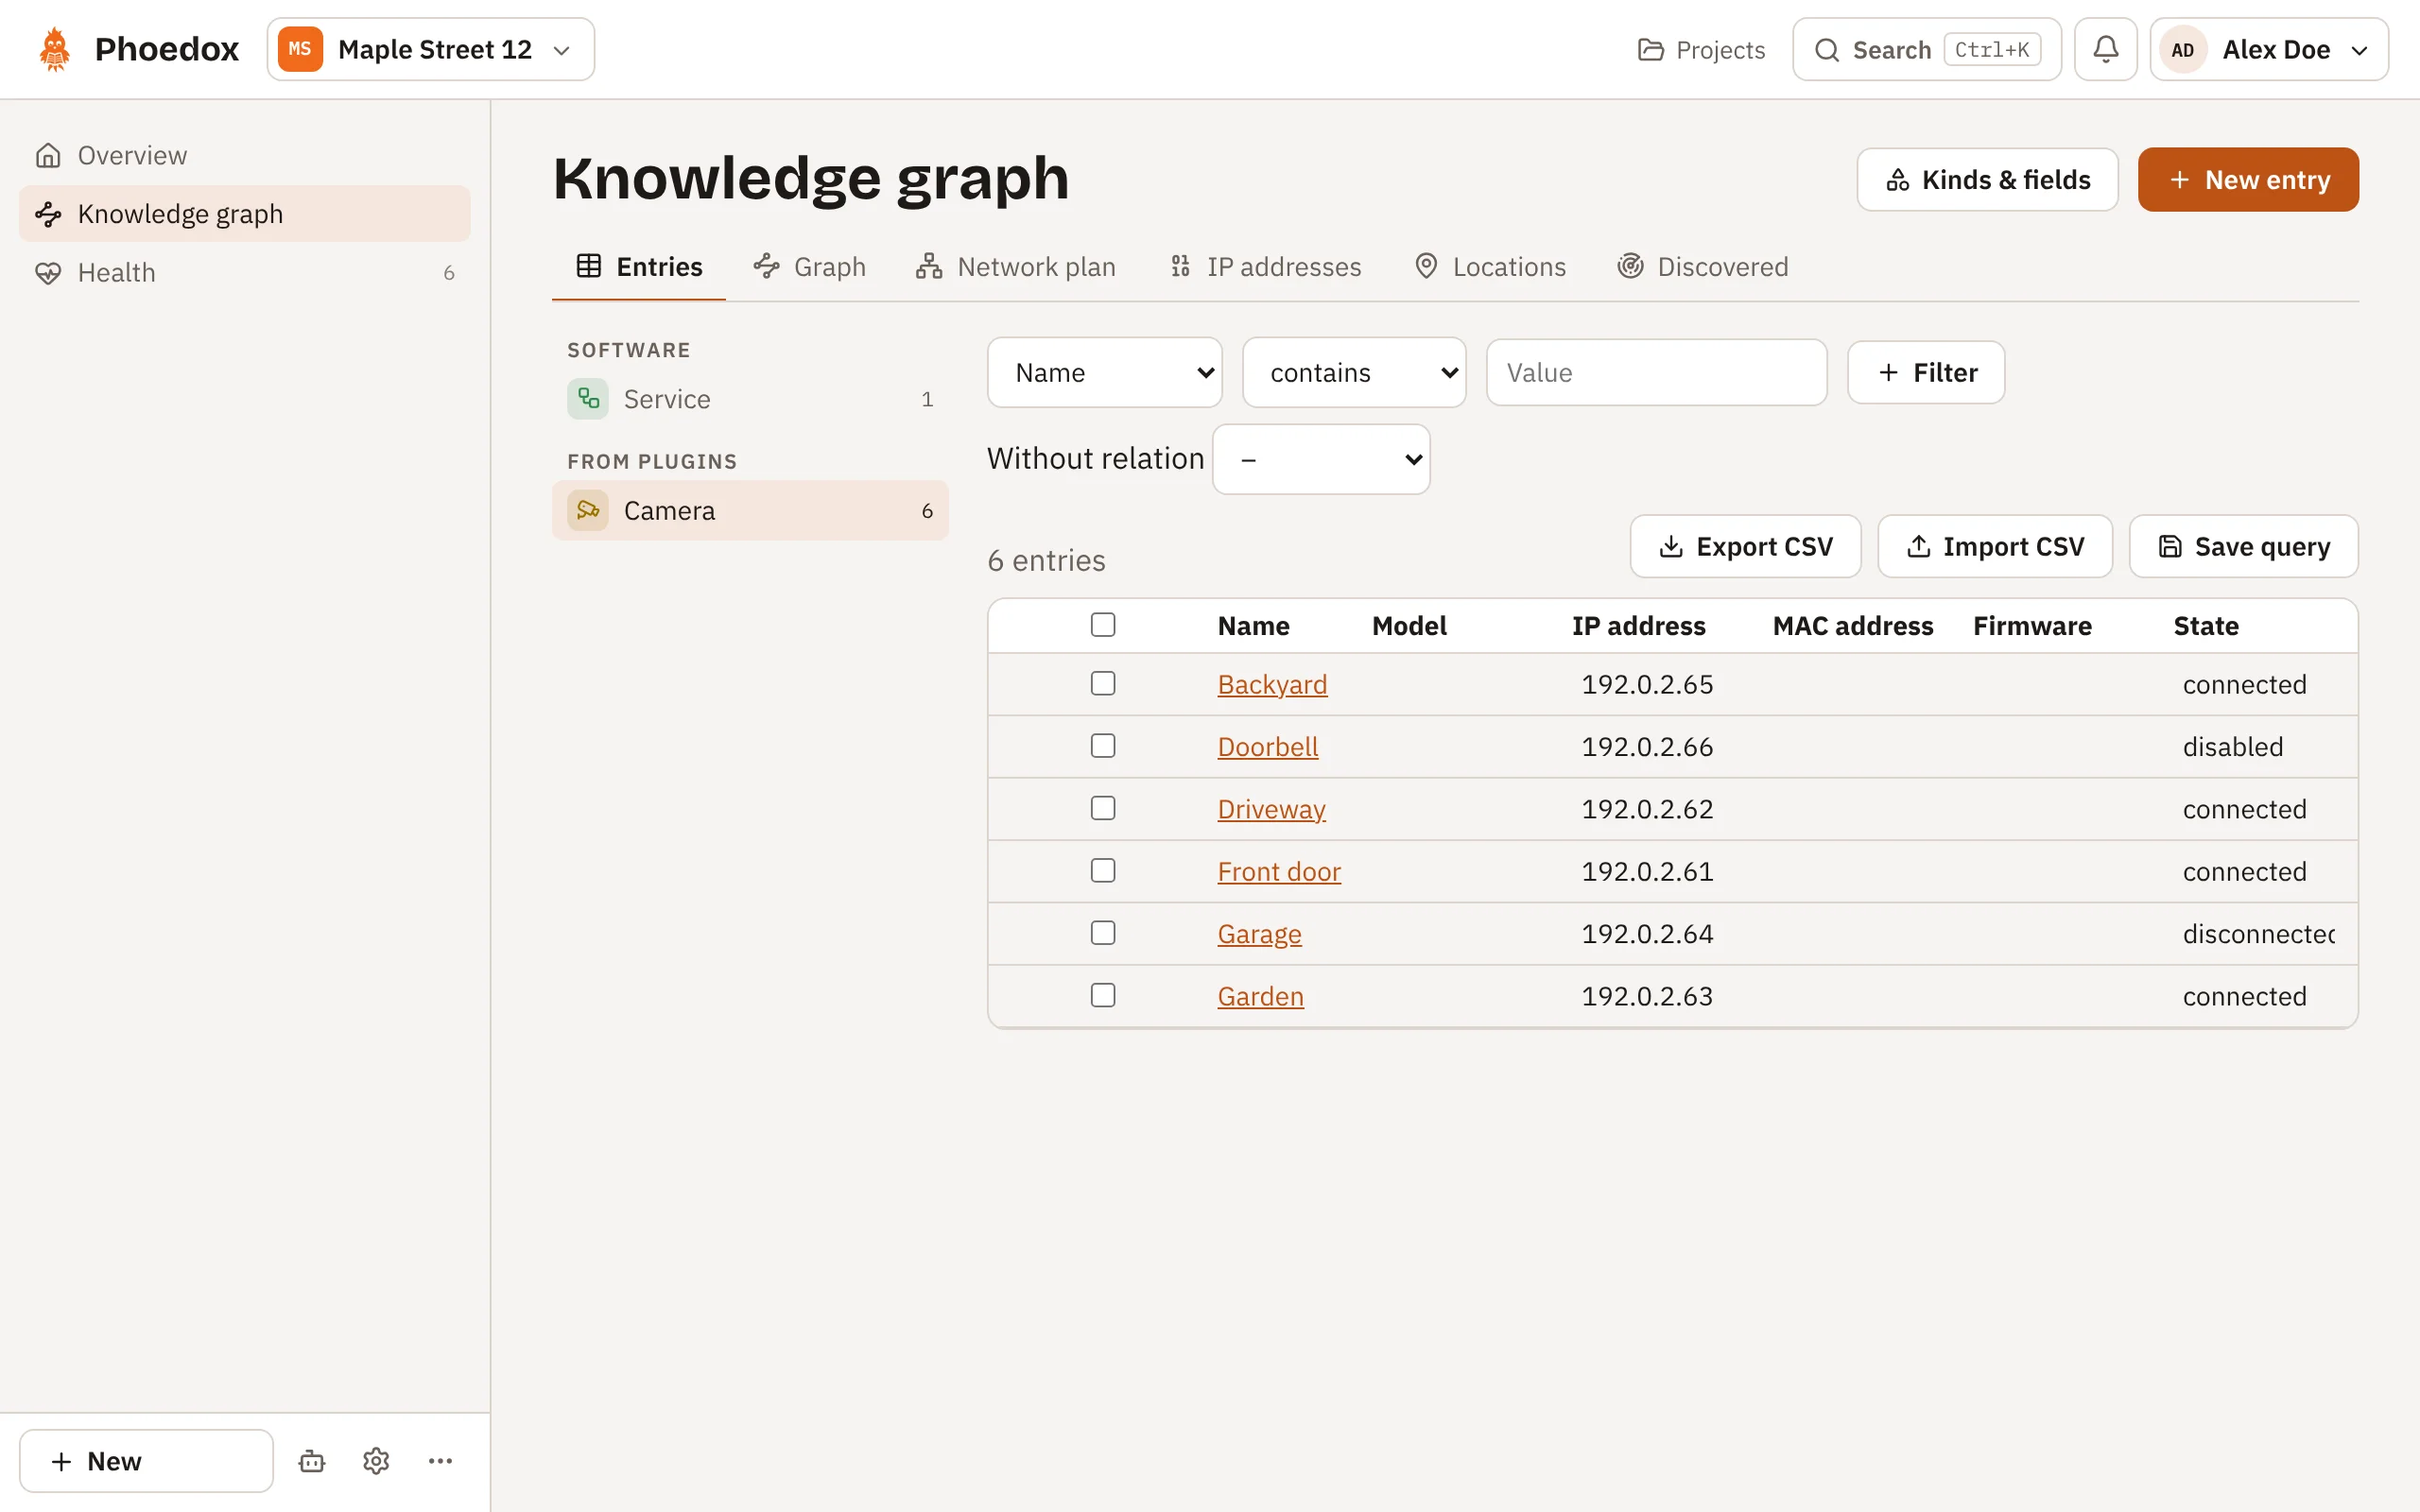 Phoedox
MS Maple Street 12
Projects
Search Ctrl+K
AD Alex Doe
Overview
Knowledge graph
Health 6
Knowledge graph
Kinds & fields
New entry
Entries Graph Network plan IP addresses Locations Discovered
SOFTWARE
Service 1
FROM PLUGINS
Camera 6
Name contains Value + Filter
Without relation –
6 entries
Export CSV Import CSV Save query
Name Model IP address MAC address Firmware State
Backyard 192.0.2.65 connected
Doorbell 192.0.2.66 disabled
Driveway 192.0.2.62 connected
Front door 192.0.2.61 connected
Garage 192.0.2.64 disconnected
Garden 192.0.2.63 connected
+ New